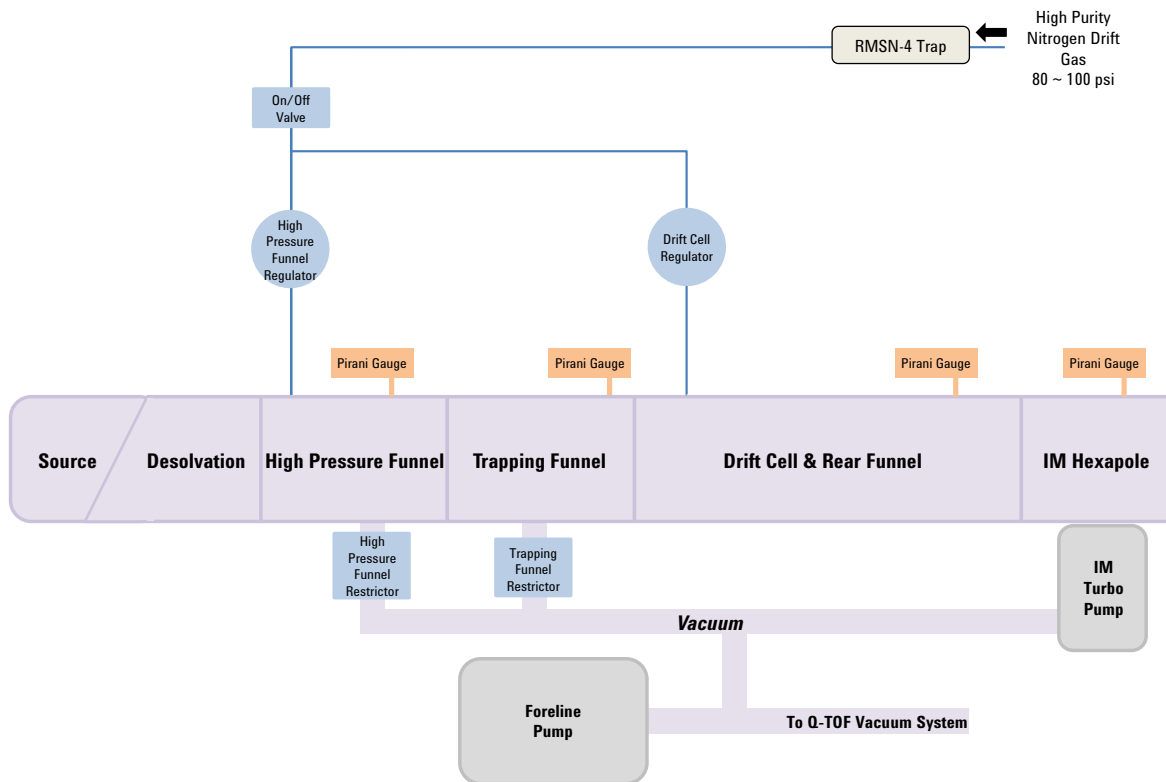 High Purity
Nitrogen Drift
Gas
80 ~ 100 psi
RMSN-4 Trap
On/Off
Valve
High
Pressure
Funnel
Regulator
Drift Cell
Regulator
Pirani Gauge
Pirani Gauge
Pirani Gauge
Pirani Gauge
Source
Desolvation
High Pressure Funnel
Trapping Funnel
Drift Cell & Rear Funnel
IM Hexapole
High
Pressure
Funnel
Restrictor
Trapping
Funnel
Restrictor
IM
Turbo
Pump
Vacuum
Foreline
Pump
To Q-TOF Vacuum System